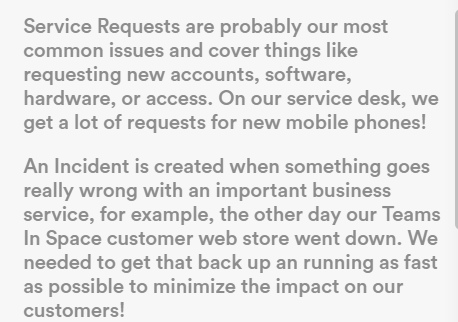 Service Requests are probably our most
common issues and cover things like
requesting new accounts, software,
hardware, or access. On our service desk, we
get a lot of requests for new mobile phones!
An Incident is created when something goes
really wrong with an important business
service, for example, the other day our Teams
In Space customer web store went down. We
needed to get that back up an running as fast
as possible to minimize the impact on our
customers!